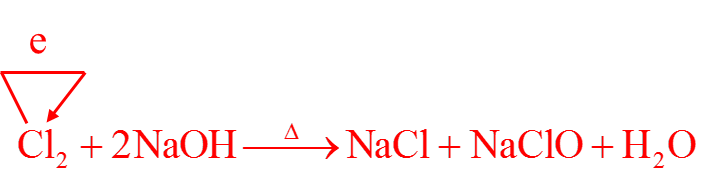 e
Cl₂ + 2NaOH —Δ→ NaCl + NaClO + H₂O